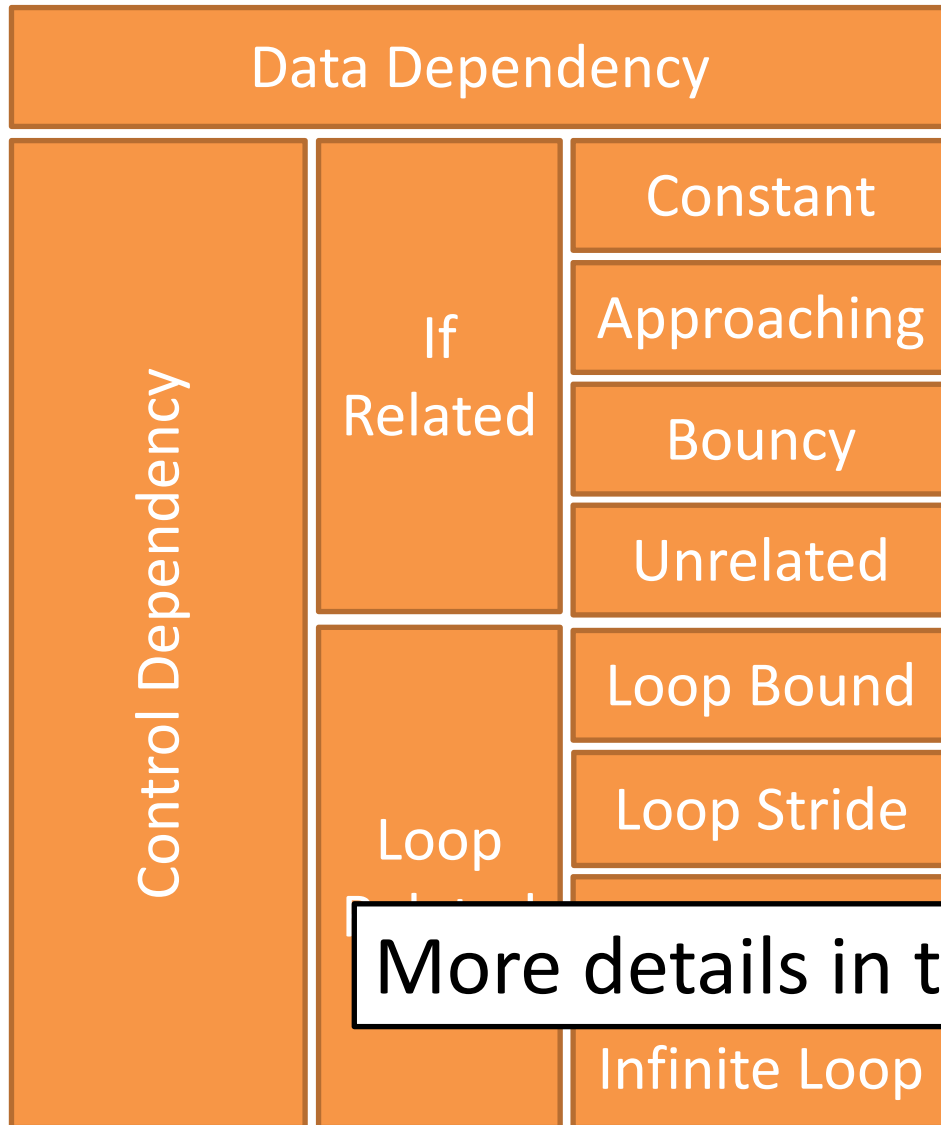 Data Dependency
Control Dependency
If
Related
Constant
Approaching
Bouncy
Unrelated
Loop
Loop Bound
Loop Stride
More details in t
Infinite Loop